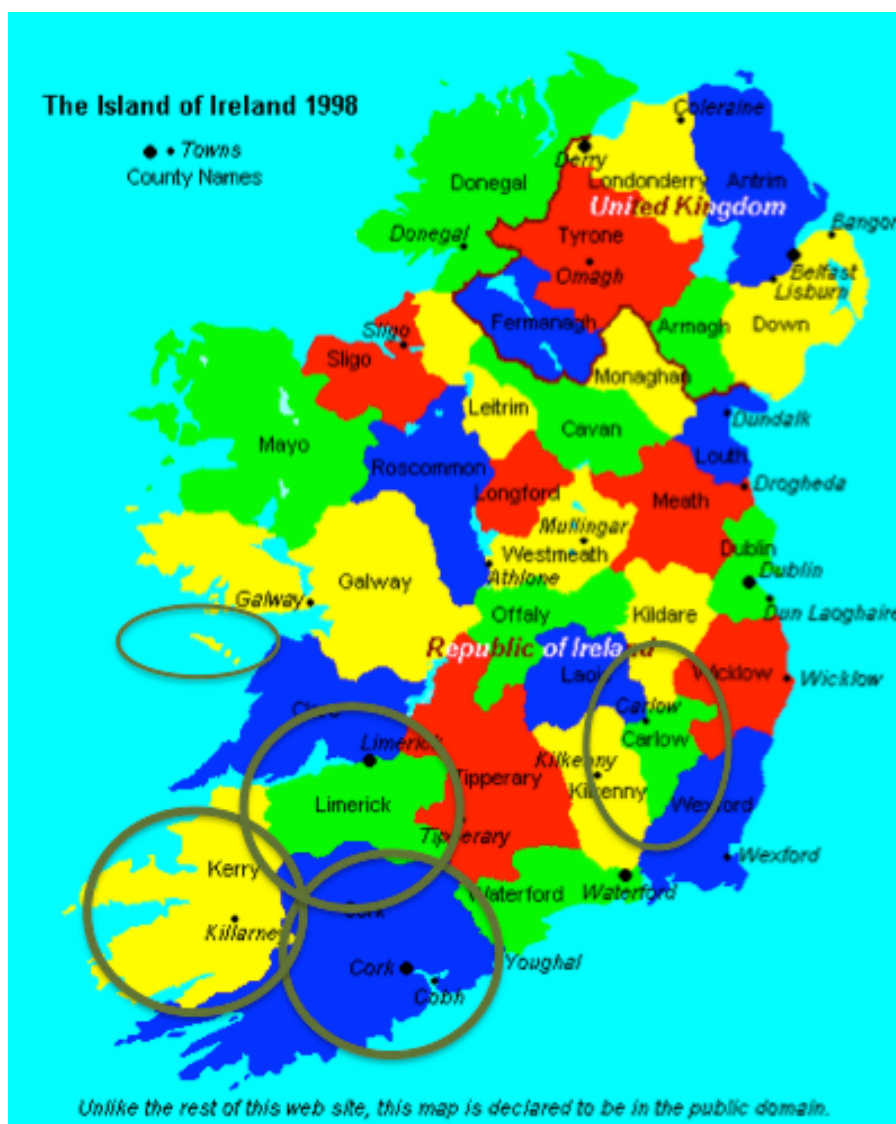 The Island of Ireland 1998
Towns
County Names
Coleraine
Derry
Londonderry
Antrim
Donegal
United Kingdom
Bangor
Tyrone
Donegal
Omagh
Belfast
Lisburn
Fermanagh
Armagh
Down
Sligo
Sligo
Monaghan
Leitrim
Cavan
Dundalk
Mayo
Louth
Roscommon
Longford
Meath
Drogheda
Mullingar
Westmeath
Dublin
Athlone
Dublin
Galway
Galway
Offaly
Kildare
Dun Laoghaire
Republic of Ireland
Laois
Wicklow
Wicklow
Clare
Carlow
Limerick
Carlow
Kilkenny
Tipperary
Kilkenny
Limerick
Wexford
Tipperary
Wexford
Kerry
Waterford
Waterford
Cork
Killarney
Youghal
Cork
Cobh
Unlike the rest of this web site, this map is declared to be in the public domain.